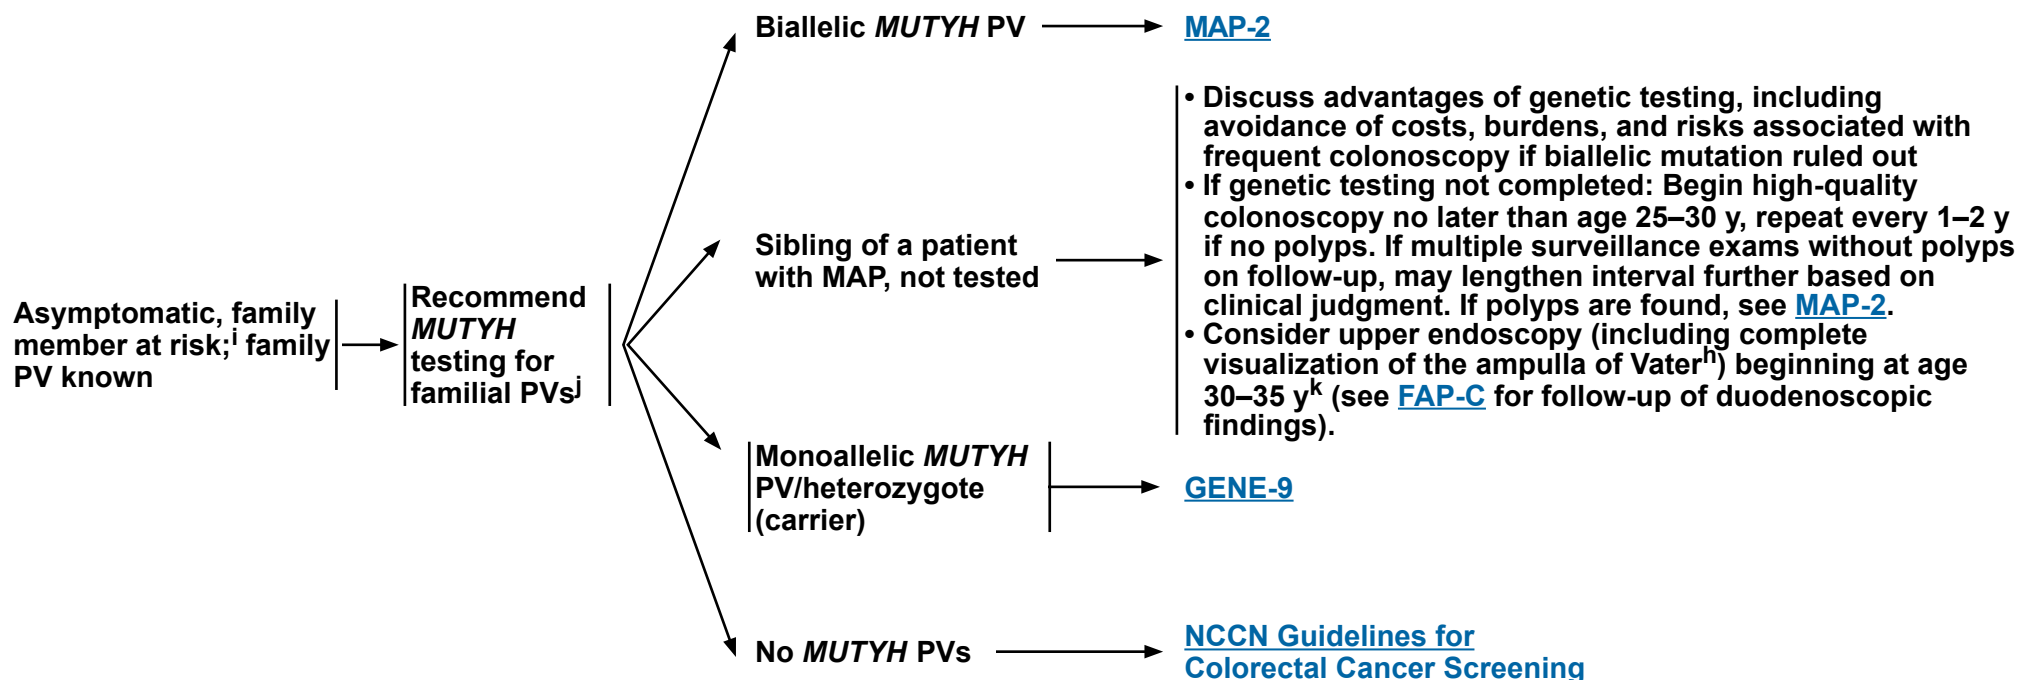 Asymptomatic, family
member at risk;i family
PV known
Recommend
MUTYH
testing for
familial PVsj
Biallelic MUTYH PV
MAP-2
Sibling of a patient
with MAP, not tested
• Discuss advantages of genetic testing, including
avoidance of costs, burdens, and risks associated with
frequent colonoscopy if biallelic mutation ruled out
• If genetic testing not completed: Begin high-quality
colonoscopy no later than age 25–30 y, repeat every 1–2 y
if no polyps. If multiple surveillance exams without polyps
on follow-up, may lengthen interval further based on
clinical judgment. If polyps are found, see MAP-2.
• Consider upper endoscopy (including complete
visualization of the ampulla of Vaterh) beginning at age
30–35 yk (see FAP-C for follow-up of duodenoscopic
findings).
Monoallelic MUTYH
PV/heterozygote
(carrier)
GENE-9
No MUTYH PVs
NCCN Guidelines for
Colorectal Cancer Screening